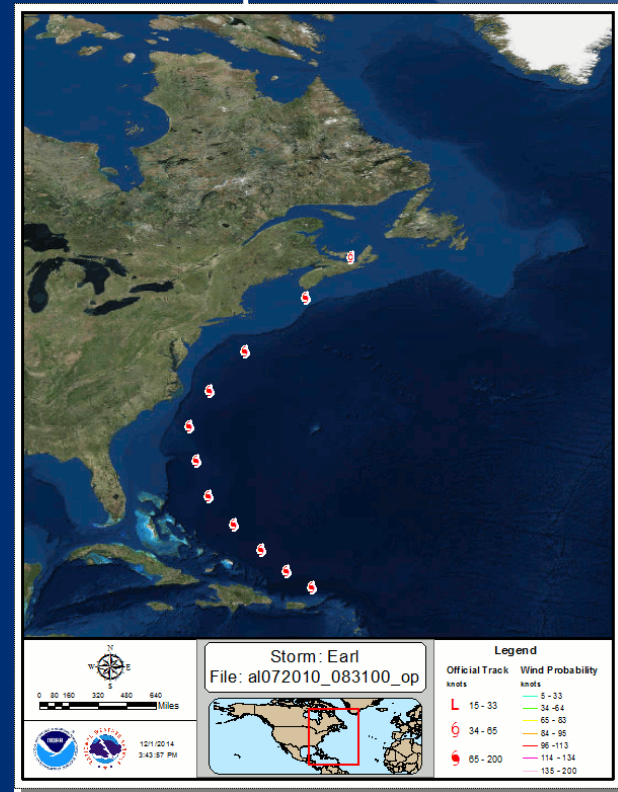 N
W E
S
0 80 160 320 480 640
Miles
12/1/2014
3:43:57 PM
Storm: Earl
File: al072010_083100_op
Legend
Official Track Wind Probability
knots knots
L 15 - 33
34 - 65
65 - 200
5 - 33
34 - 64
65 - 83
84 - 95
96 - 113
114 - 134
135 - 200